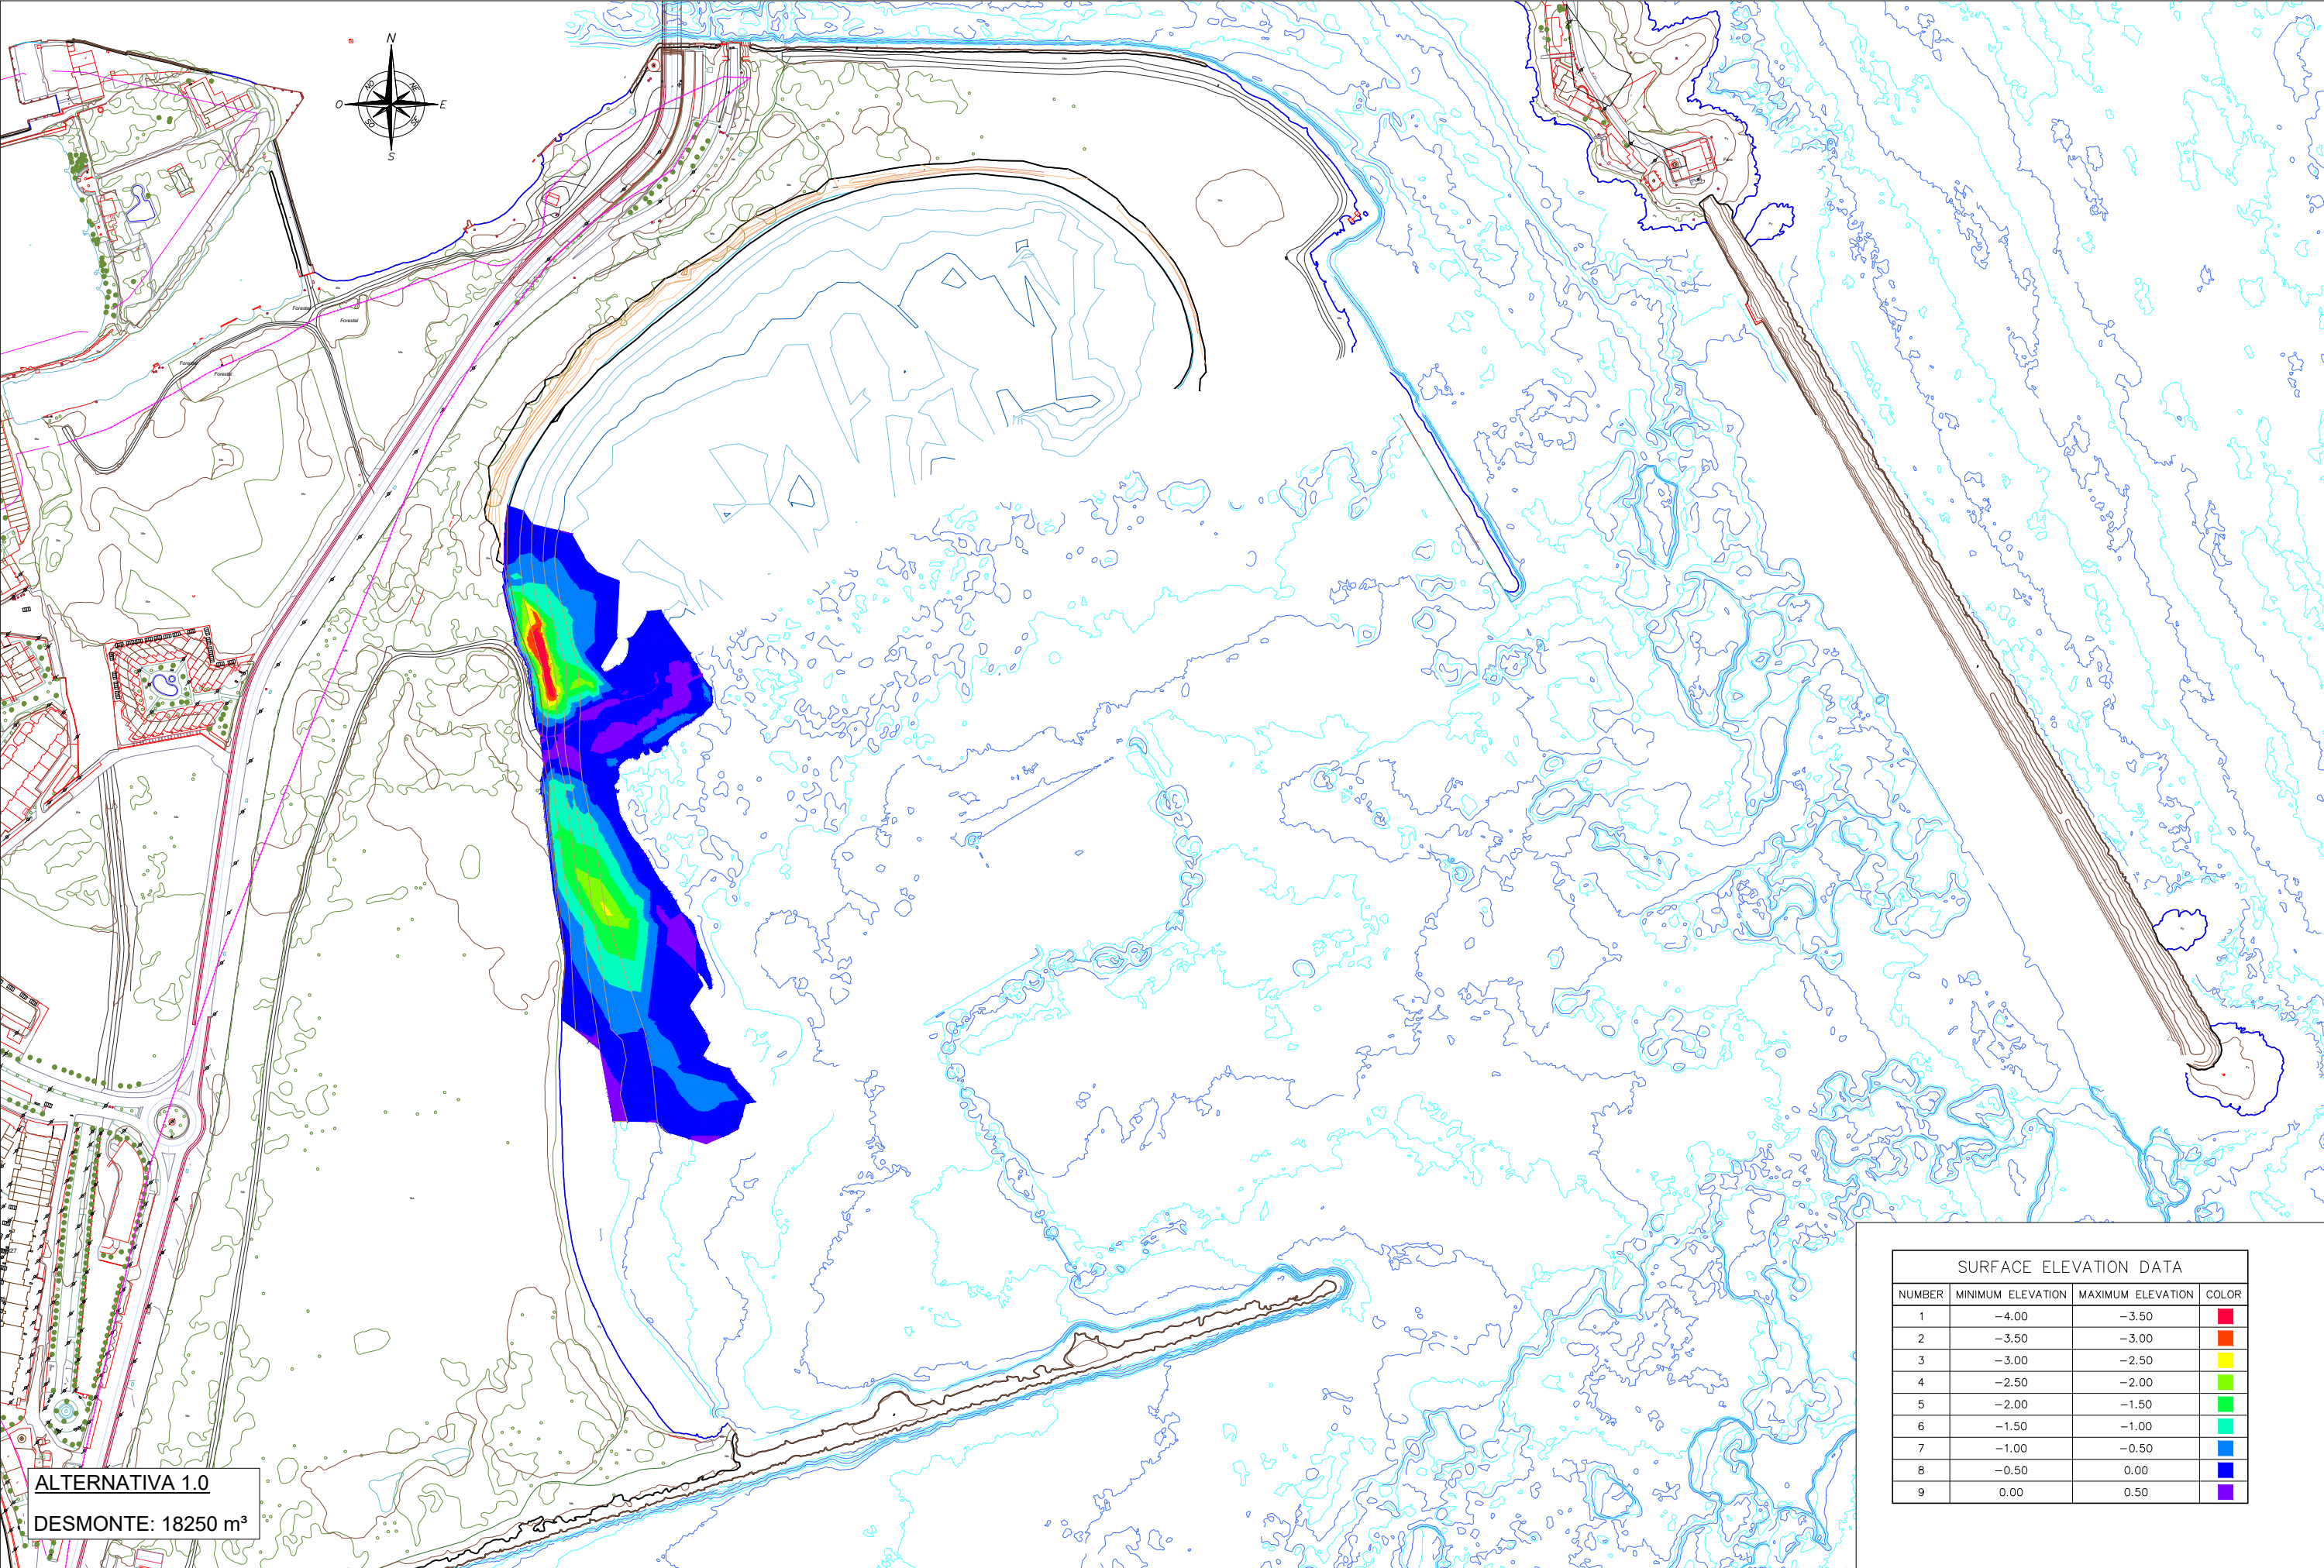 N
NO
NE
O
E
SO
SE
S
Faro
Forestal
Forestal
Forestal
Forestal
SURFACE ELEVATION DATA
NUMBER MINIMUM ELEVATION MAXIMUM ELEVATION COLOR
1 −4.00 −3.50
2 −3.50 −3.00
3 −3.00 −2.50
4 −2.50 −2.00
5 −2.00 −1.50
6 −1.50 −1.00
7 −1.00 −0.50
8 −0.50 0.00
9 0.00 0.50
ALTERNATIVA 1.0
DESMONTE: 18250 m³